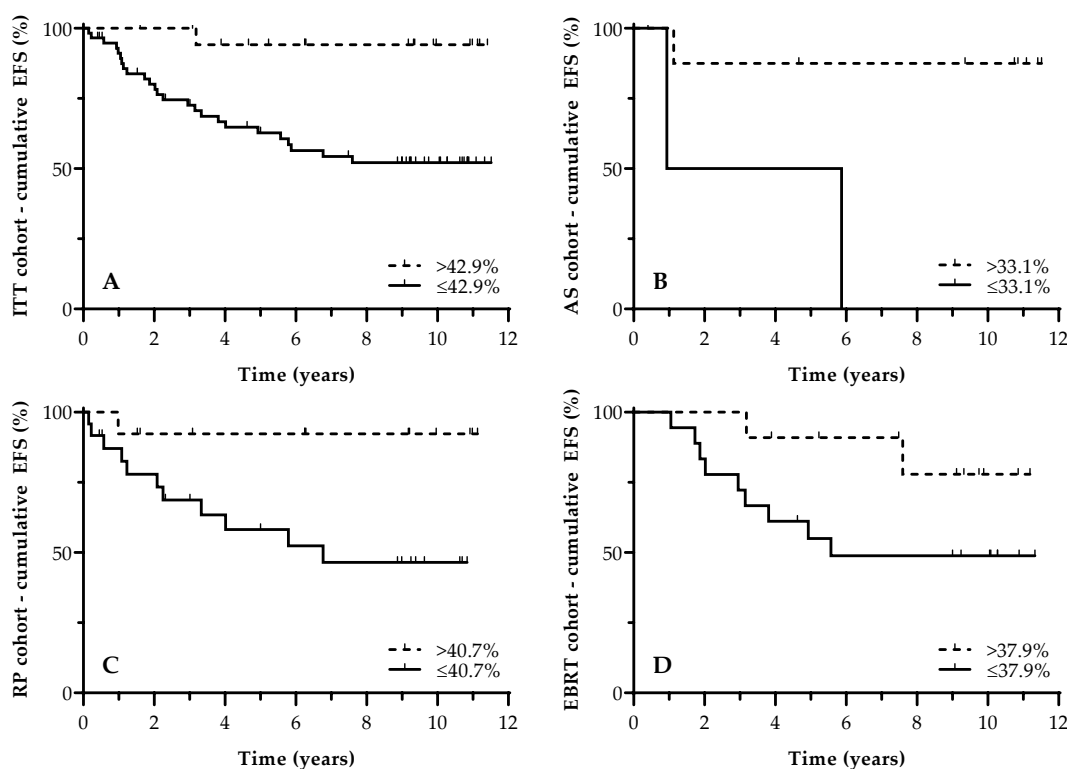 ITT cohort - cumulative EFS (%)
100
50
0
A
>42.9%
≤42.9%
0 2 4 6 8 10 12
Time (years)
AS cohort - cumulative EFS (%)
100
50
0
B
>33.1%
≤33.1%
0 2 4 6 8 10 12
Time (years)
RP cohort - cumulative EFS (%)
100
50
0
C
>40.7%
≤40.7%
0 2 4 6 8 10 12
Time (years)
EBRT cohort - cumulative EFS (%)
100
50
0
D
>37.9%
≤37.9%
0 2 4 6 8 10 12
Time (years)